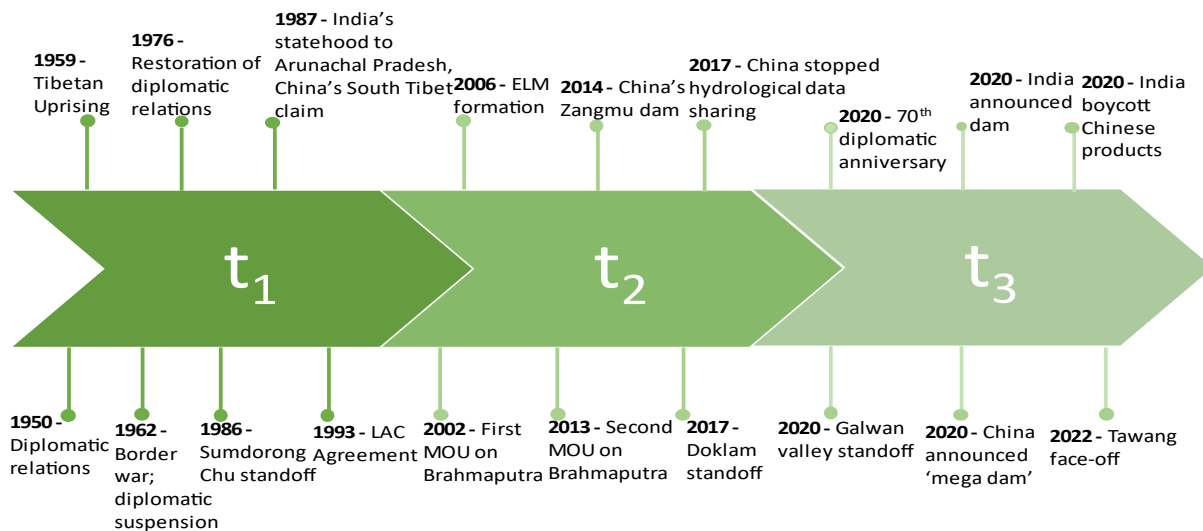 1959 -
Tibetan
Uprising
1976 -
Restoration of
diplomatic
relations
1987 - India's
statehood to
Arunachal Pradesh,
China's South Tibet
claim
2006 - ELM
formation
2014 - China's
Zangmu dam
2017 - China stopped
hydrological data
sharing
2020 - 70th
diplomatic
anniversary
2020 - India
announced
dam
2020 - India
boycott
Chinese
products
t1
t2
t3
1950 -
Diplomatic
relations
1962 -
Border
war;
diplomatic
suspension
1986 -
Sumdorong
Chu standoff
1993 - LAC
Agreement
2002 - First
MOU on
Brahmaputra
2013 - Second
MOU on
Brahmaputra
2017 -
Doklam
standoff
2020 - Galwan
valley standoff
2020 - China
announced
‘mega dam’
2022 - Tawang
face-off